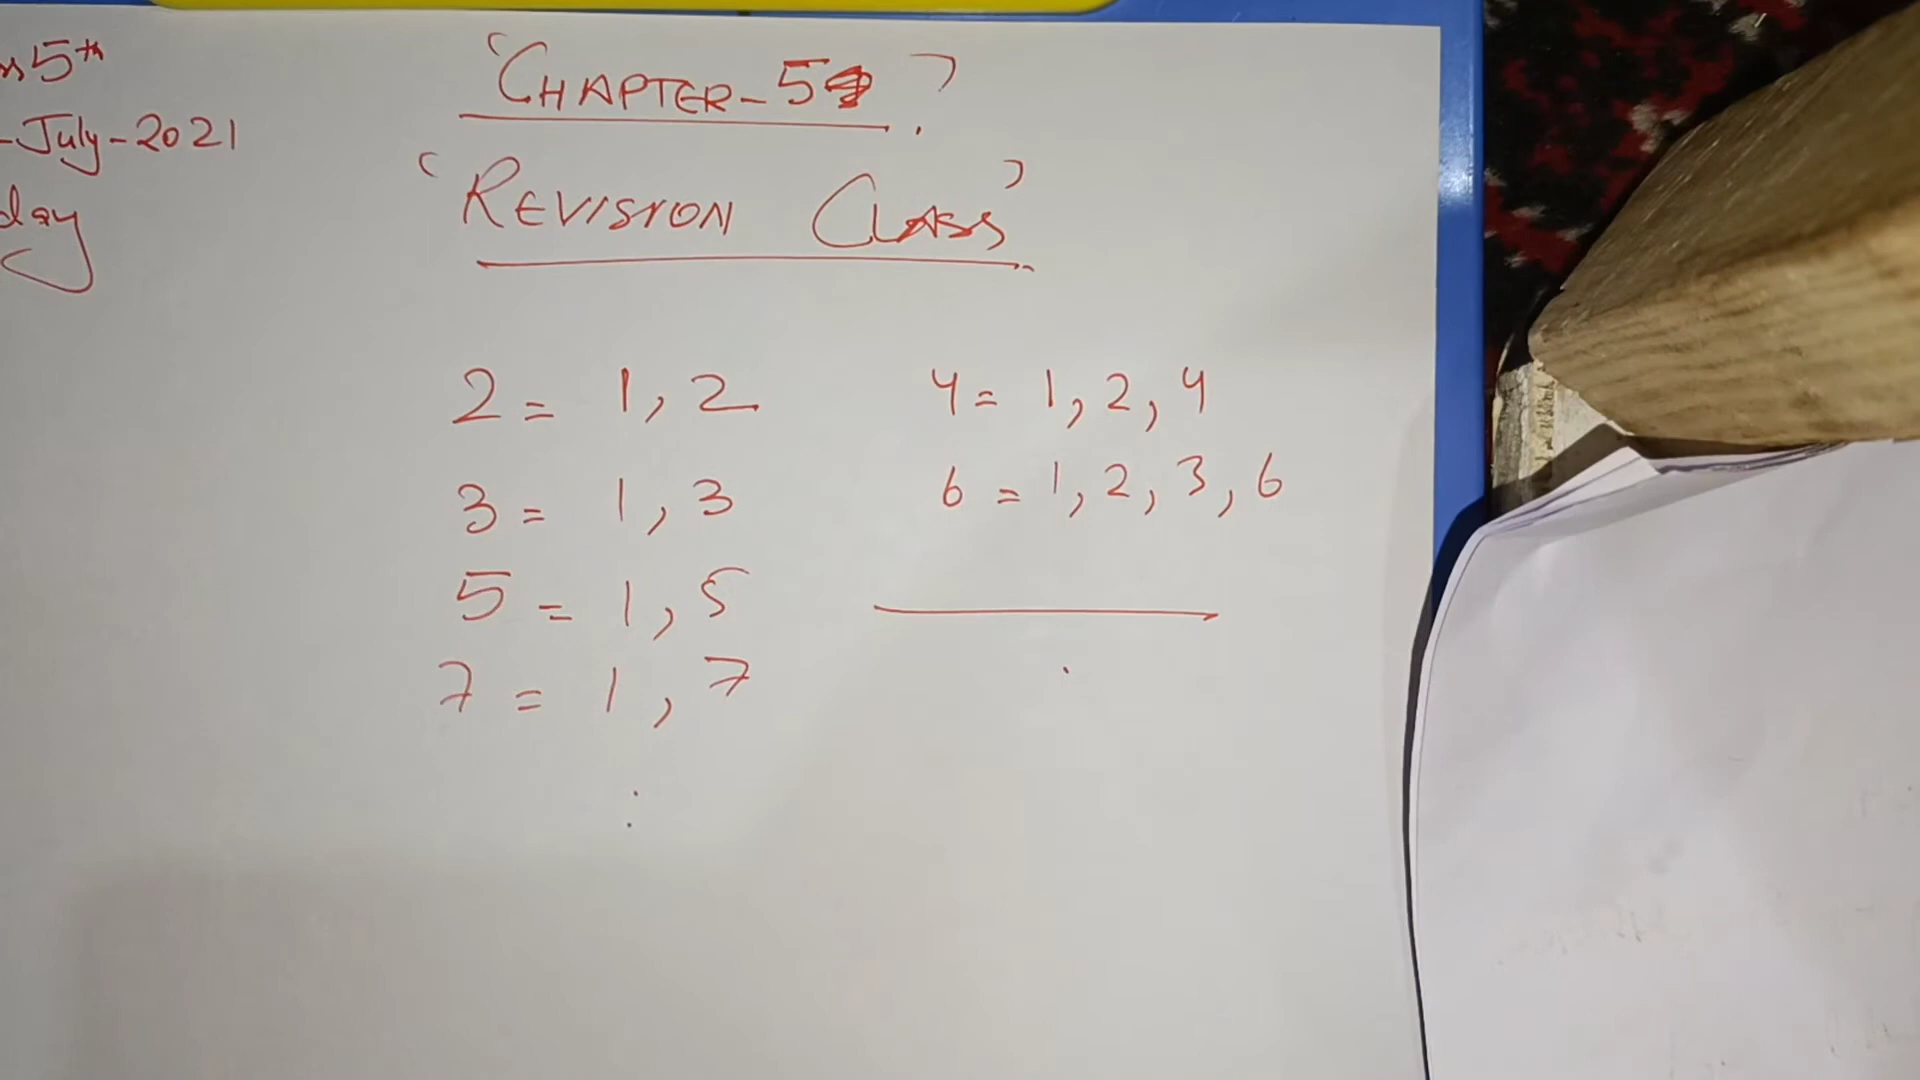 5th
-July-2021
day
"CHAPTER-5"
"REVISION CLASS"
2 = 1, 2
3 = 1, 3
5 = 1, 5
7 = 1, 7
4 = 1, 2, 4
6 = 1, 2, 3, 6